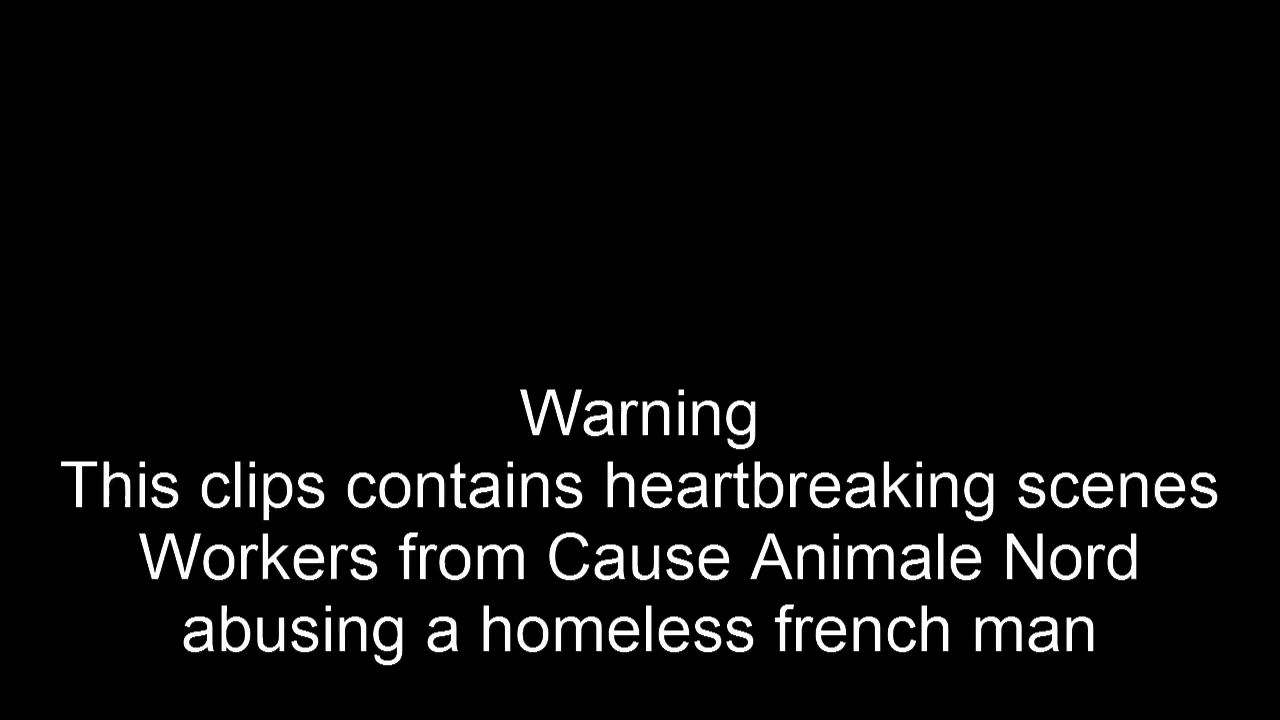 Warning
This clips contains heartbreaking scenes
Workers from Cause Animale Nord
abusing a homeless french man